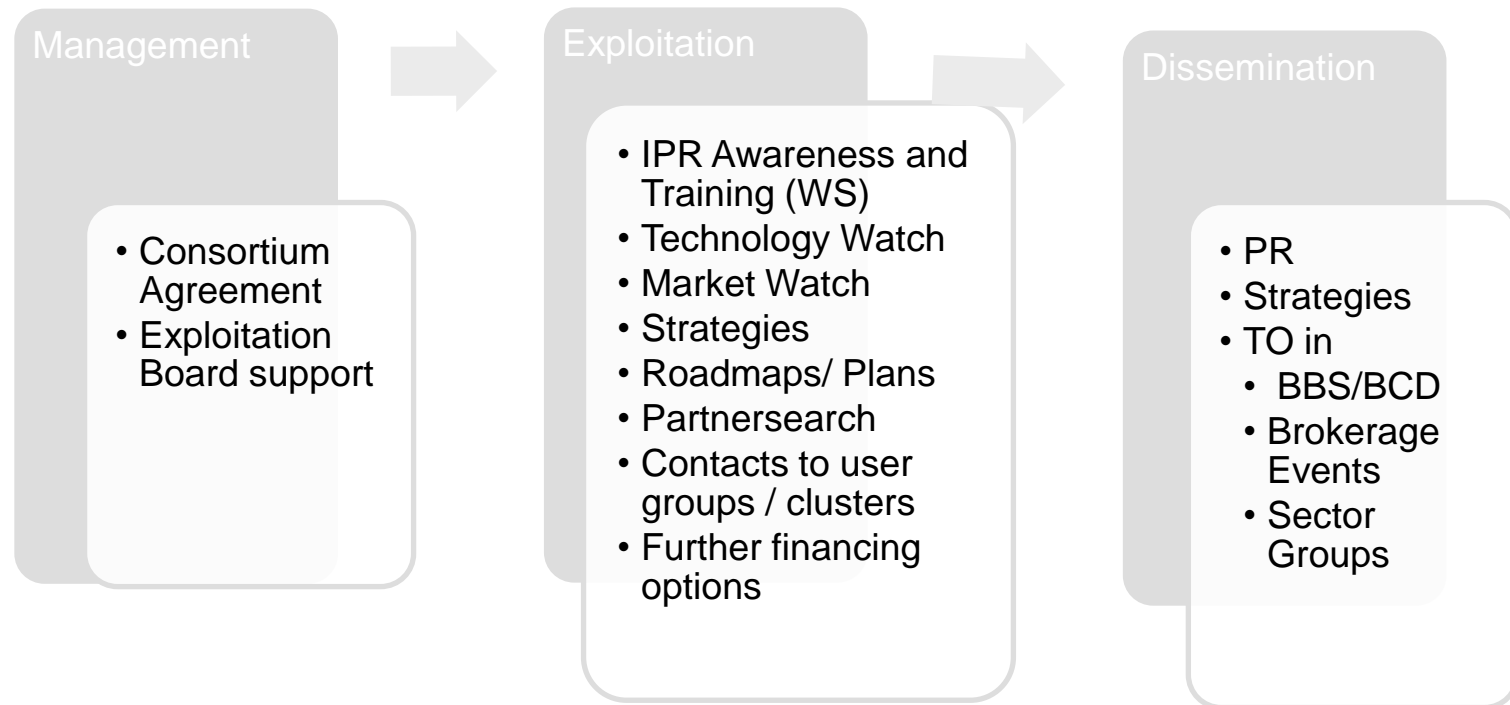 Management
• Consortium
Agreement
• Exploitation
Board support
Exploitation
• IPR Awareness and
Training (WS)
• Technology Watch
• Market Watch
• Strategies
• Roadmaps/ Plans
• Partnersearch
• Contacts to user
groups / clusters
• Further financing
options
Dissemination
• PR
• Strategies
• TO in
• BBS/BCD
• Brokerage
Events
• Sector
Groups